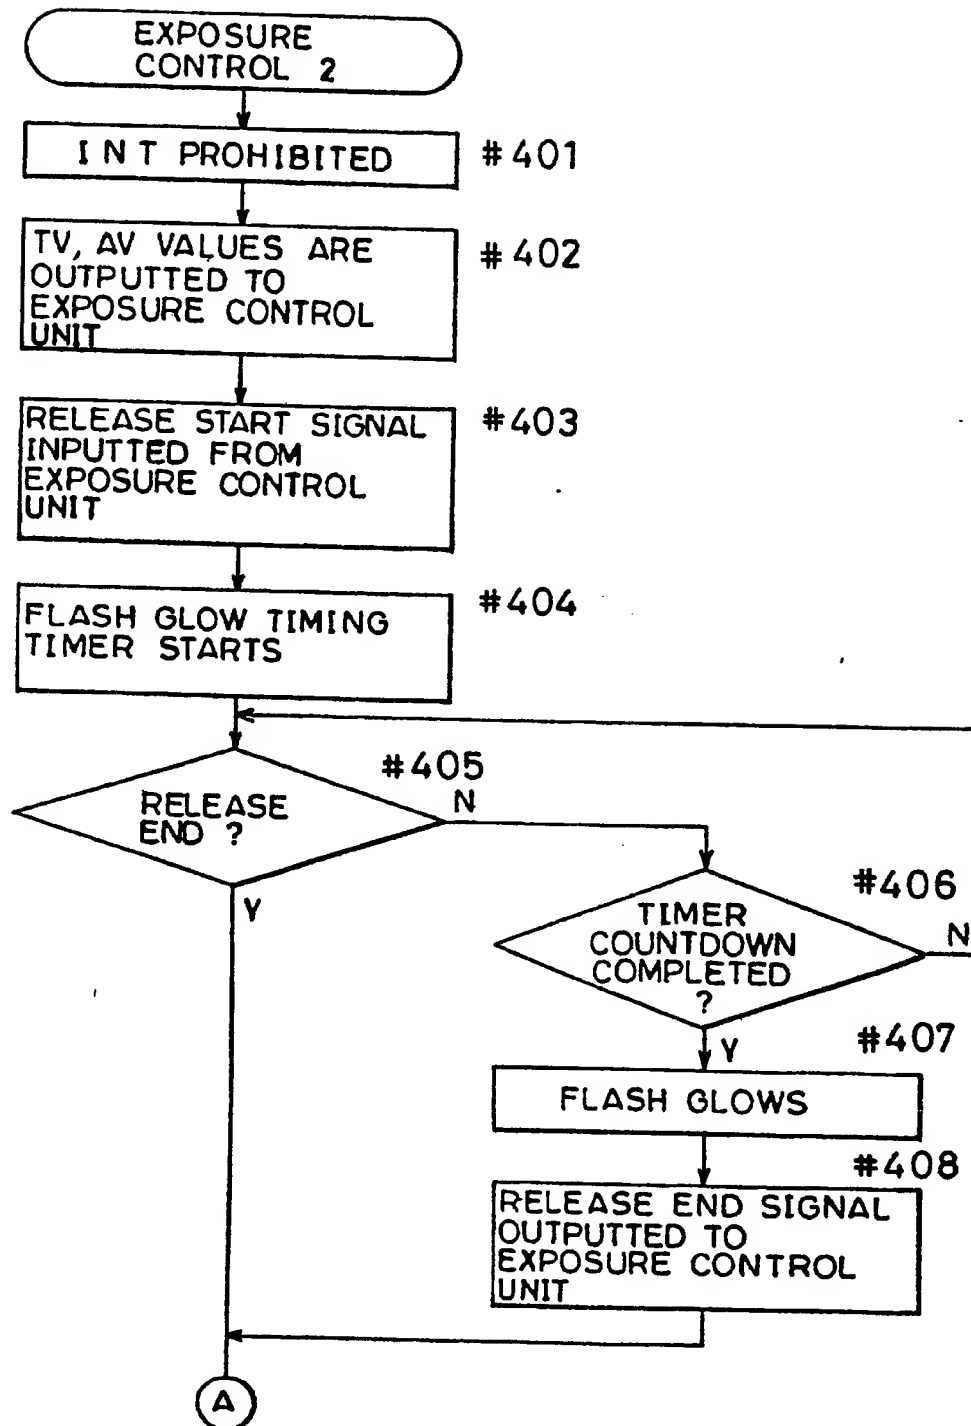 EXPOSURE
CONTROL 2
INT PROHIBITED
#401
TV, AV VALUES ARE
OUTPUTTED TO
EXPOSURE CONTROL
UNIT
#402
RELEASE START SIGNAL
INPUTTED FROM
EXPOSURE CONTROL
UNIT
#403
FLASH GLOW TIMING
TIMER STARTS
#404
RELEASE
END ?
#405
N
Y
TIMER
COUNTDOWN
COMPLETED
?
#406
N
Y
#407
FLASH GLOWS
#408
RELEASE END SIGNAL
OUTPUTTED TO
EXPOSURE CONTROL
UNIT
A